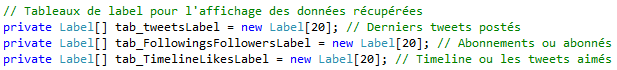 // Tableaux de label pour l'affichage des données récupérées
private Label[] tab_tweetsLabel = new Label[20]; // Derniers tweets postés
private Label[] tab_FollowingsFollowersLabel = new Label[20]; // Abonnements ou abonnés
private Label[] tab_TimelineLikesLabel = new Label[20]; // Timeline ou les tweets aimés